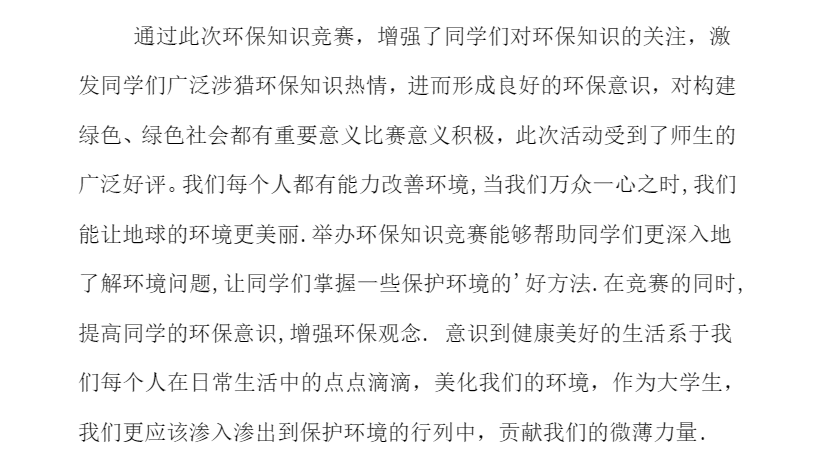 通过此次环保知识竞赛，增强了同学们对环保知识的关注，激
发同学们广泛涉猎环保知识热情，进而形成良好的环保意识，对构建
绿色、绿色社会都有重要意义比赛意义积极，此次活动受到了师生的
广泛好评。我们每个人都有能力改善环境,当我们万众一心之时,我们
能让地球的环境更美丽.举办环保知识竞赛能够帮助同学们更深入地
了解环境问题,让同学们掌握一些保护环境的'好方法.在竞赛的同时,
提高同学的环保意识,增强环保观念. 意识到健康美好的生活系于我
们每个人在日常生活中的点点滴滴，美化我们的环境，作为大学生，
我们更应该渗入渗出到保护环境的行列中，贡献我们的微薄力量.